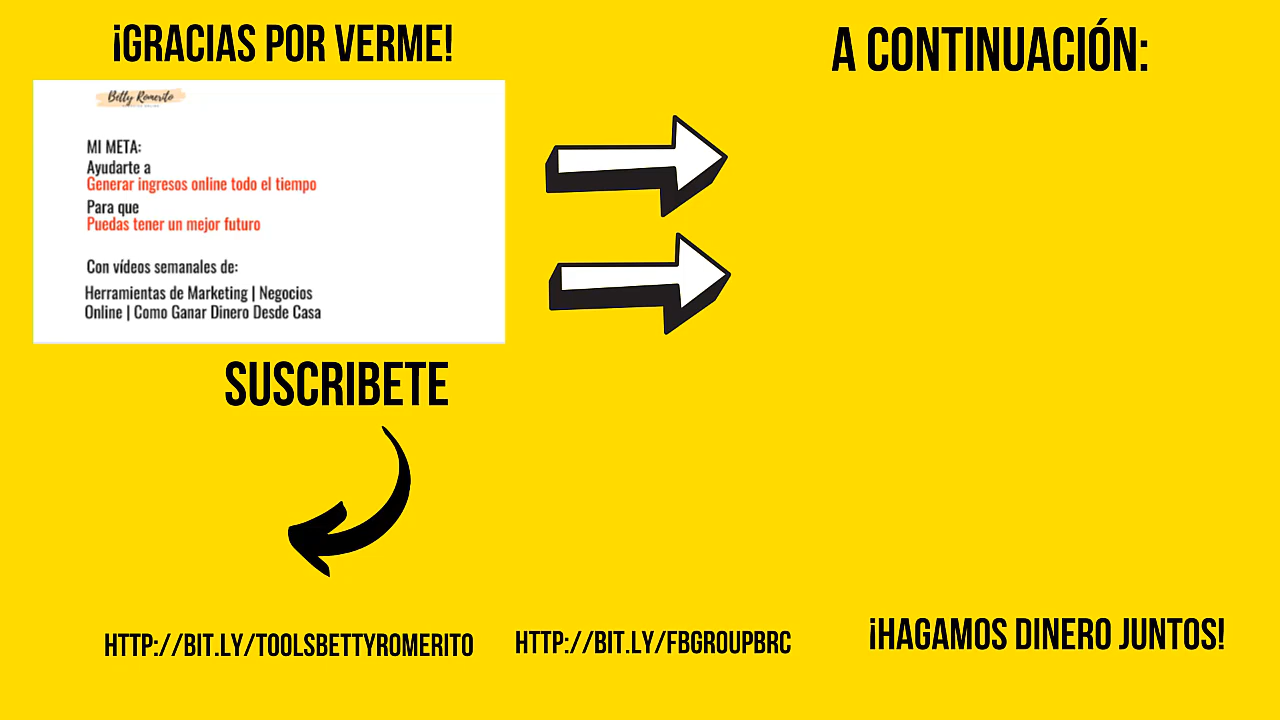 ¡GRACIAS POR VERME!
A CONTINUACIÓN:
Betty Romerito
MI META:
Ayudarte a
Generar ingresos online todo el tiempo
Para que
Puedas tener un mejor futuro
Con vídeos semanales de:
Herramientas de Marketing | Negocios
Online | Como Ganar Dinero Desde Casa
SUSCRIBETE
HTTP://BIT.LY/TOOLSBETTYROMERITO
HTTP://BIT.LY/FBGROUPBRC
¡HAGAMOS DINERO JUNTOS!